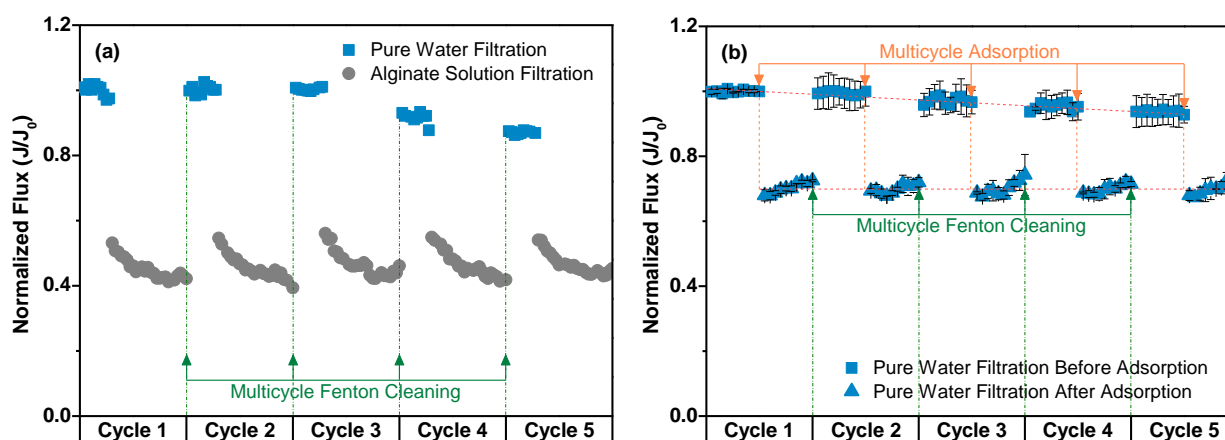 (a)
Pure Water Filtration
Alginate Solution Filtration
Normalized Flux (J/J0)
1.2
0.8
0.4
0.0
Multicycle Fenton Cleaning
Cycle 1 Cycle 2 Cycle 3 Cycle 4 Cycle 5
(b)
Multicycle Adsorption
Normalized Flux (J/J0)
1.2
0.8
0.4
0.0
Multicycle Fenton Cleaning
Pure Water Filtration Before Adsorption
Pure Water Filtration After Adsorption
Cycle 1 Cycle 2 Cycle 3 Cycle 4 Cycle 5